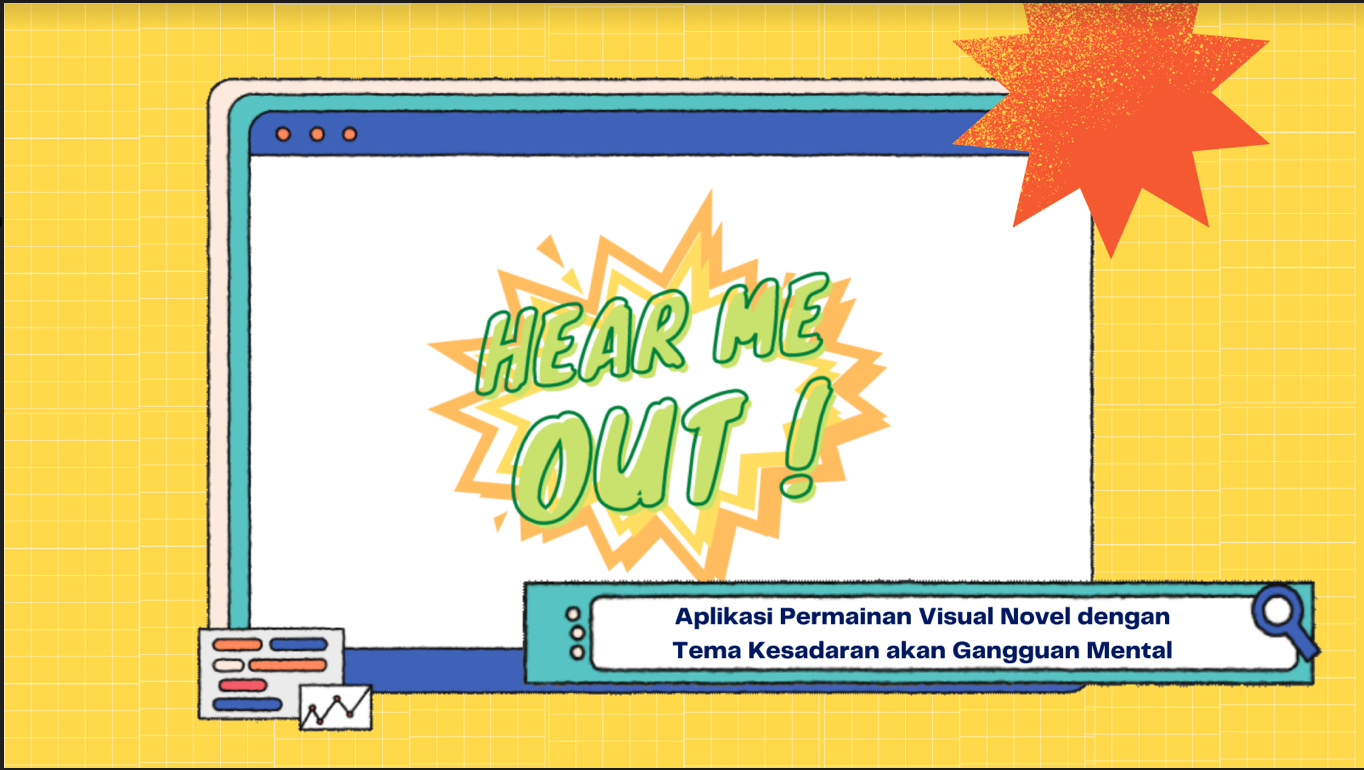 HEAR ME
OUT !
Aplikasi Permainan Visual Novel dengan
Tema Kesadaran akan Gangguan Mental